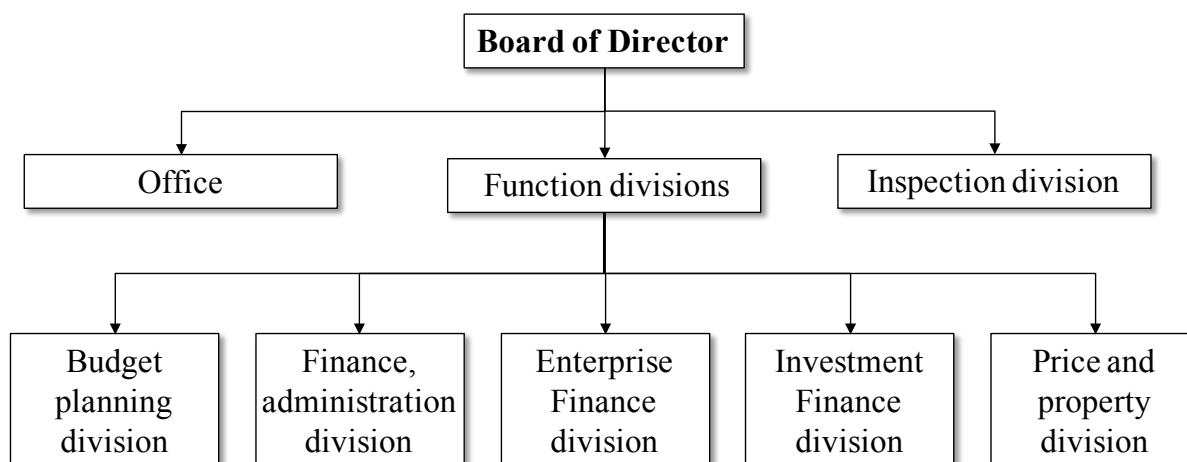 Board of Director
Office
Function divisions
Inspection division
Budget
planning
division
Finance,
administration
division
Enterprise
Finance
division
Investment
Finance
division
Price and
property
division